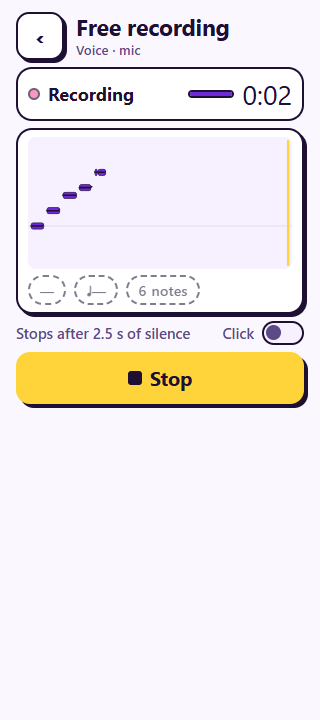 ‹
Free recording
Voice · mic
Recording
0:02
—
♩—
6 notes
Stops after 2.5 s of silence
Click
Stop